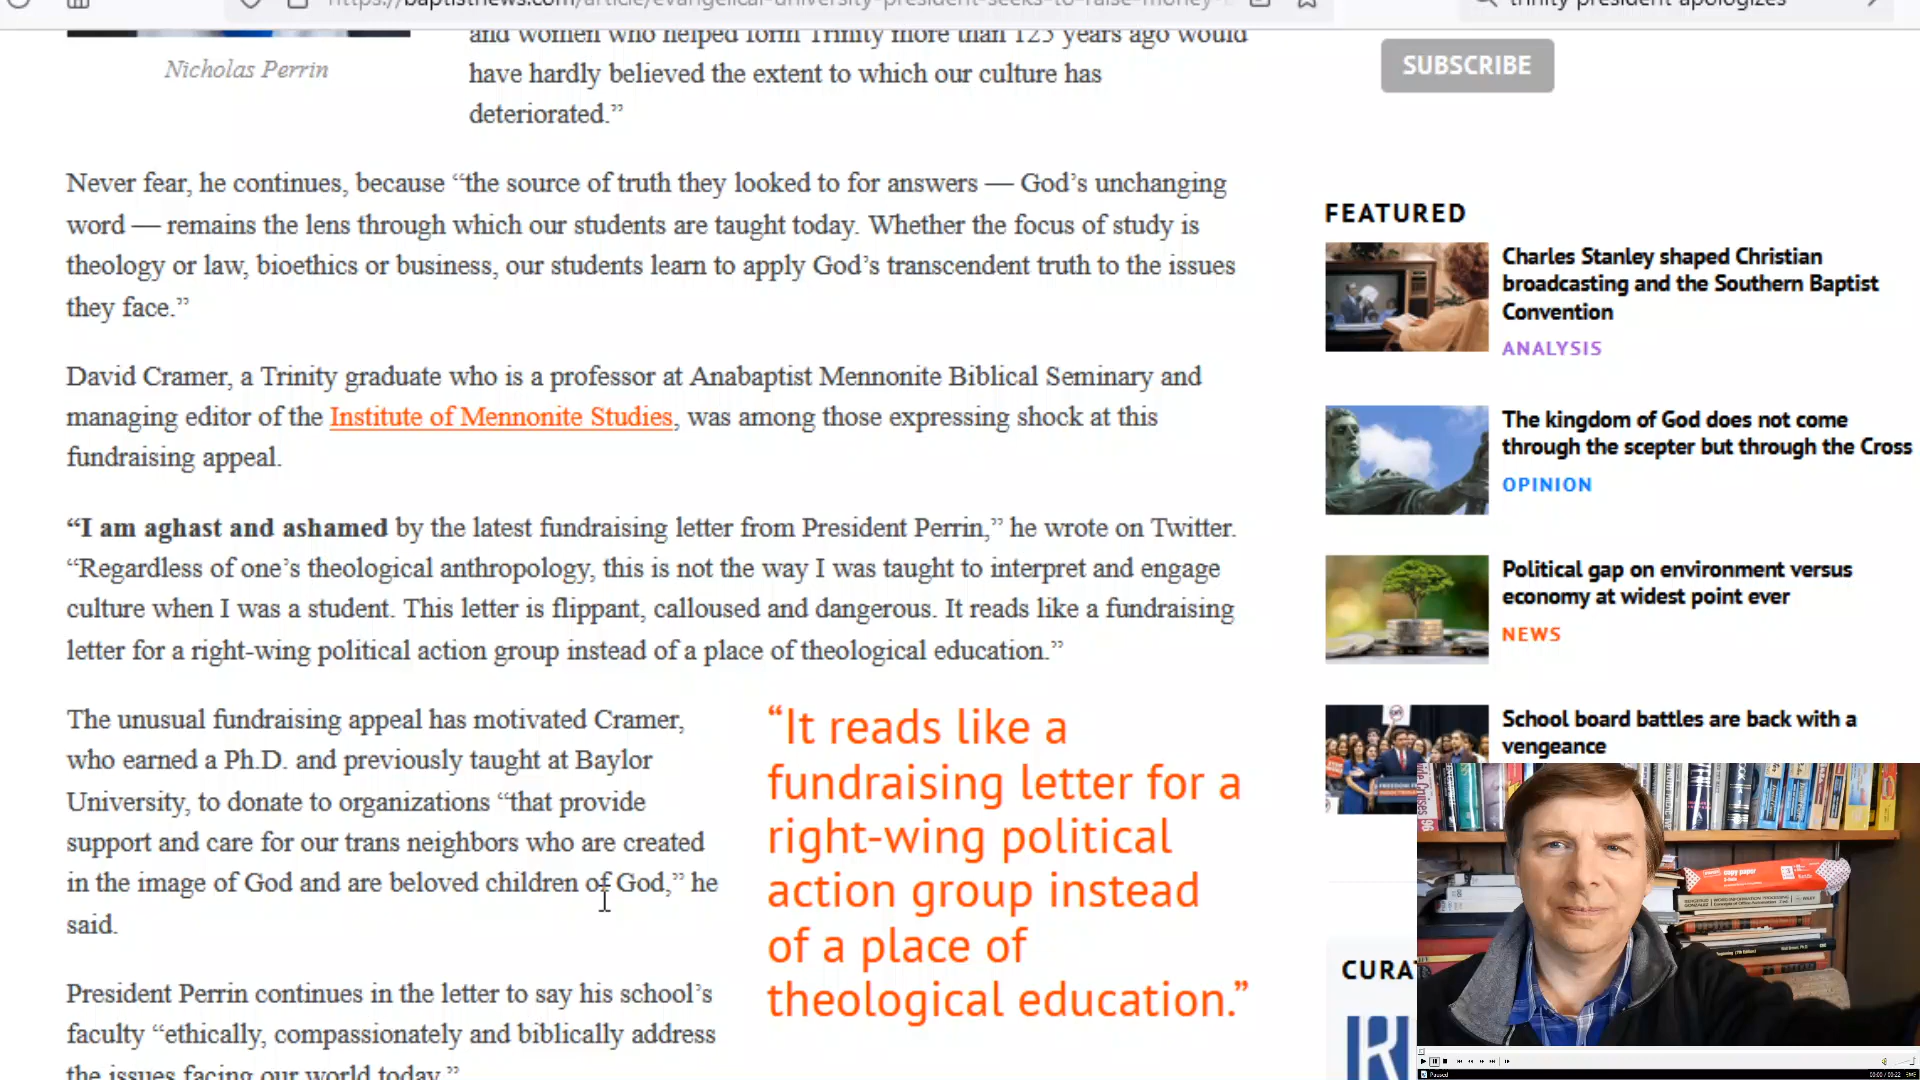 https://baptistnews.com/article/evangelical-university-president-seeks-to-raise-money-
trinity president apologizes
Nicholas Perrin
and women who helped form Trinity more than 125 years ago would
have hardly believed the extent to which our culture has
deteriorated.”
Never fear, he continues, because “the source of truth they looked to for answers — God’s unchanging
word — remains the lens through which our students are taught today. Whether the focus of study is
theology or law, bioethics or business, our students learn to apply God’s transcendent truth to the issues
they face.”
David Cramer, a Trinity graduate who is a professor at Anabaptist Mennonite Biblical Seminary and
managing editor of the Institute of Mennonite Studies, was among those expressing shock at this
fundraising appeal.
“I am aghast and ashamed by the latest fundraising letter from President Perrin,” he wrote on Twitter.
“Regardless of one’s theological anthropology, this is not the way I was taught to interpret and engage
culture when I was a student. This letter is flippant, calloused and dangerous. It reads like a fundraising
letter for a right-wing political action group instead of a place of theological education.”
The unusual fundraising appeal has motivated Cramer,
who earned a Ph.D. and previously taught at Baylor
University, to donate to organizations “that provide
support and care for our trans neighbors who are created
in the image of God and are beloved children of God,” he
said.
President Perrin continues in the letter to say his school’s
faculty “ethically, compassionately and biblically address
the issues facing our world today.”
“It reads like a
fundraising letter for a
right-wing political
action group instead
of a place of
theological education.”
SUBSCRIBE
FEATURED
Charles Stanley shaped Christian
broadcasting and the Southern Baptist
Convention
ANALYSIS
The kingdom of God does not come
through the scepter but through the Cross
OPINION
Political gap on environment versus
economy at widest point ever
NEWS
School board battles are back with a
vengeance
CURA
copy paper
Paused